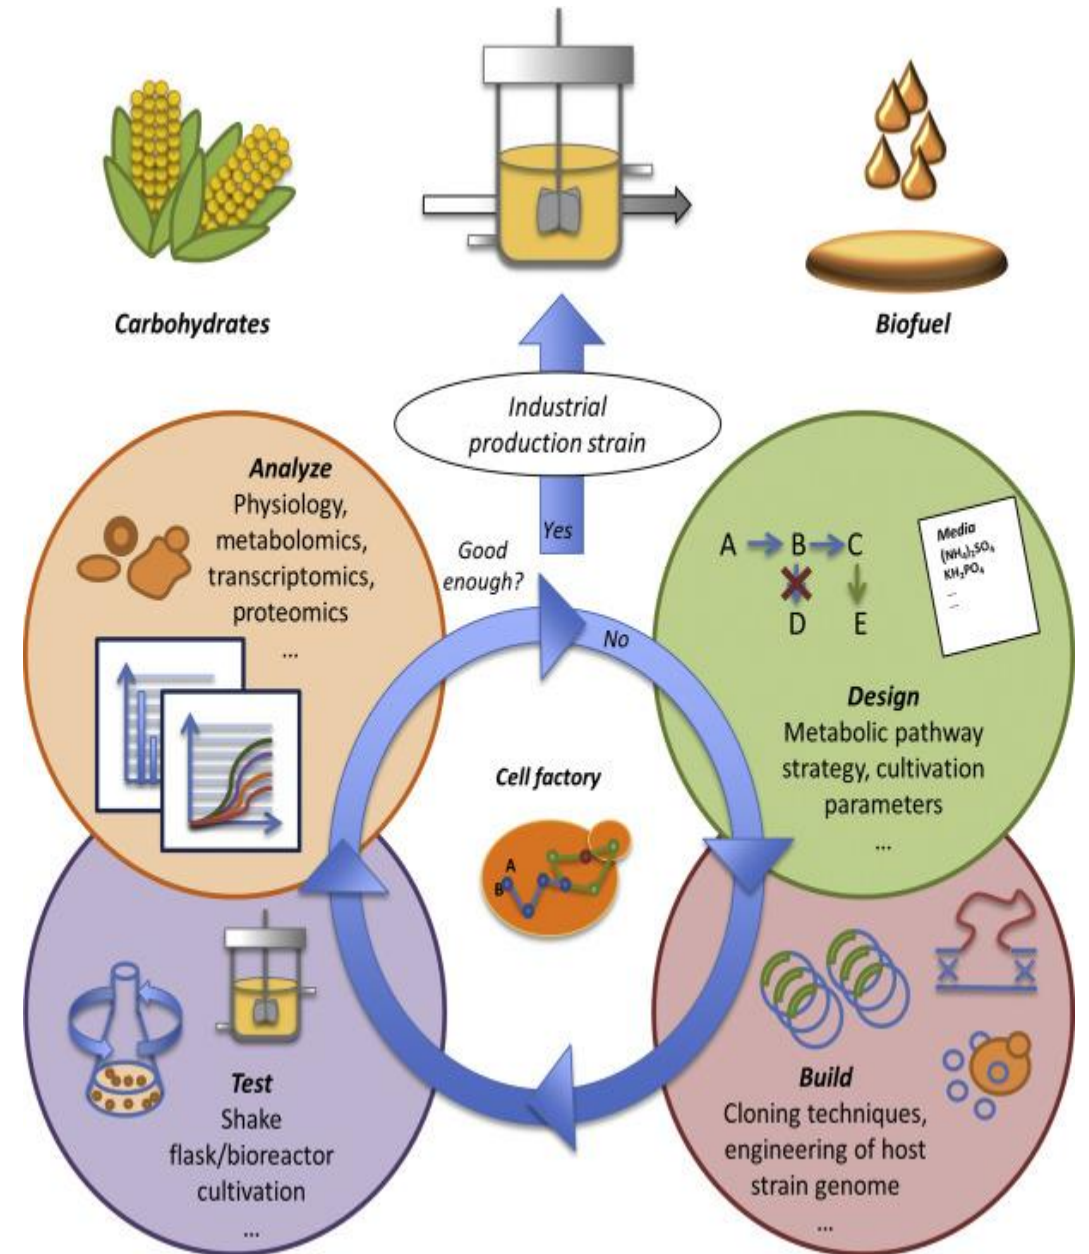 Carbohydrates
Biofuel
Industrial
production strain
Yes
Good
enough?
No
Analyze
Physiology,
metabolomics,
transcriptomics,
proteomics
...
A B C
D E
Media
(NH₄)₂SO₄
KH₂PO₄
...
...
Design
Metabolic pathway
strategy, cultivation
parameters
...
Cell factory
A
B
Test
Shake
flask/bioreactor
cultivation
...
Build
Cloning techniques,
engineering of host
strain genome
...